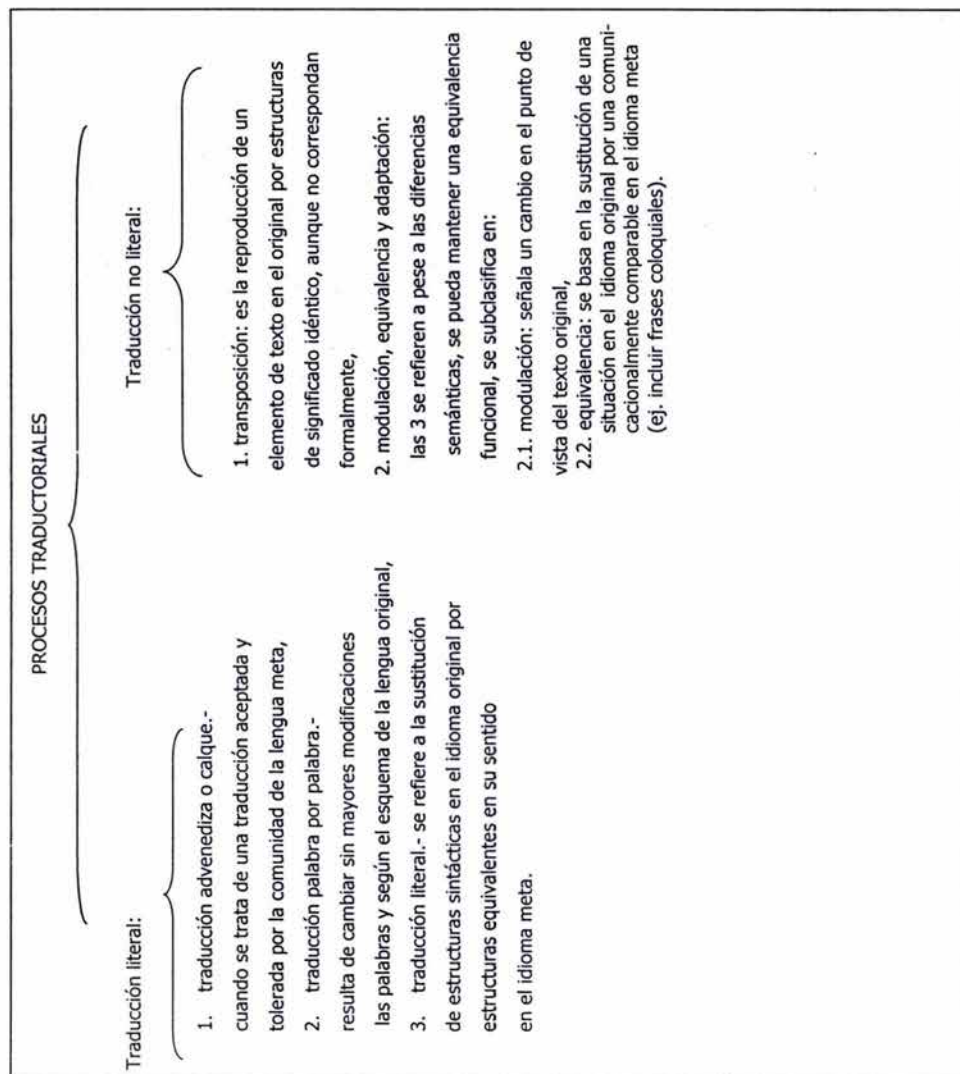 PROCESOS TRADUCTORIALES
Traducción literal:
1. traducción advenediza o calque.-
cuando se trata de una traducción aceptada y
tolerada por la comunidad de la lengua meta,
2. traducción palabra por palabra.-
resulta de cambiar sin mayores modificaciones
las palabras y según el esquema de la lengua original,
3. traducción literal.- se refiere a la sustitución
de estructuras sintácticas en el idioma original por
estructuras equivalentes en su sentido
en el idioma meta.
Traducción no literal:
1. transposición: es la reproducción de un
elemento de texto en el original por estructuras
de significado idéntico, aunque no correspondan
formalmente,
2. modulación, equivalencia y adaptación:
las 3 se refieren a pese a las diferencias
semánticas, se pueda mantener una equivalencia
funcional, se subclasifica en:
2.1. modulación: señala un cambio en el punto de
vista del texto original,
2.2. equivalencia: se basa en la sustitución de una
situación en el idioma original por una comuni-
cacionalmente comparable en el idioma meta
(ej. incluir frases coloquiales).